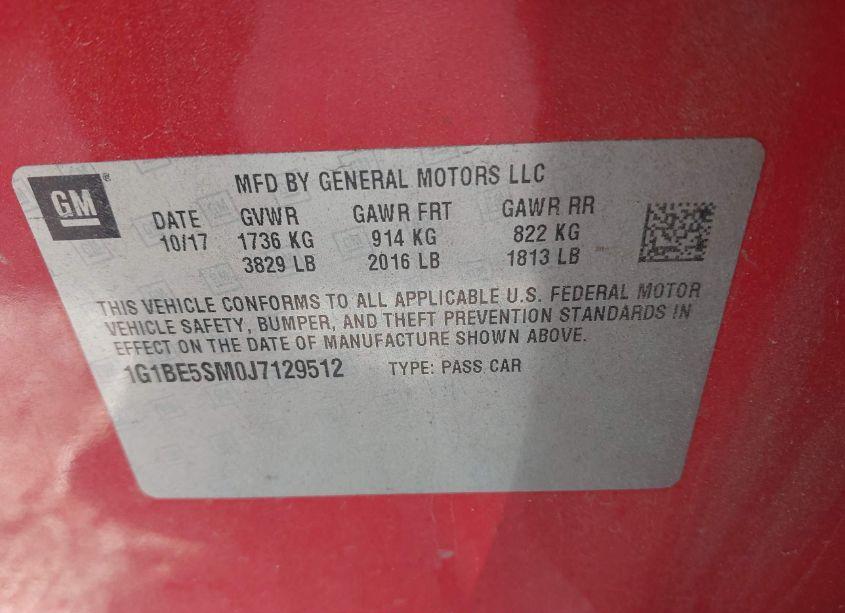 GM
MFD BY GENERAL MOTORS LLC
DATE GVWR GAWR FRT GAWR RR
10/17 1736 KG 914 KG 822 KG
3829 LB 2016 LB 1813 LB
THIS VEHICLE CONFORMS TO ALL APPLICABLE U.S. FEDERAL MOTOR
VEHICLE SAFETY, BUMPER, AND THEFT PREVENTION STANDARDS IN
EFFECT ON THE DATE OF MANUFACTURE SHOWN ABOVE.
1G1BE5SM0J7129512 TYPE: PASS CAR